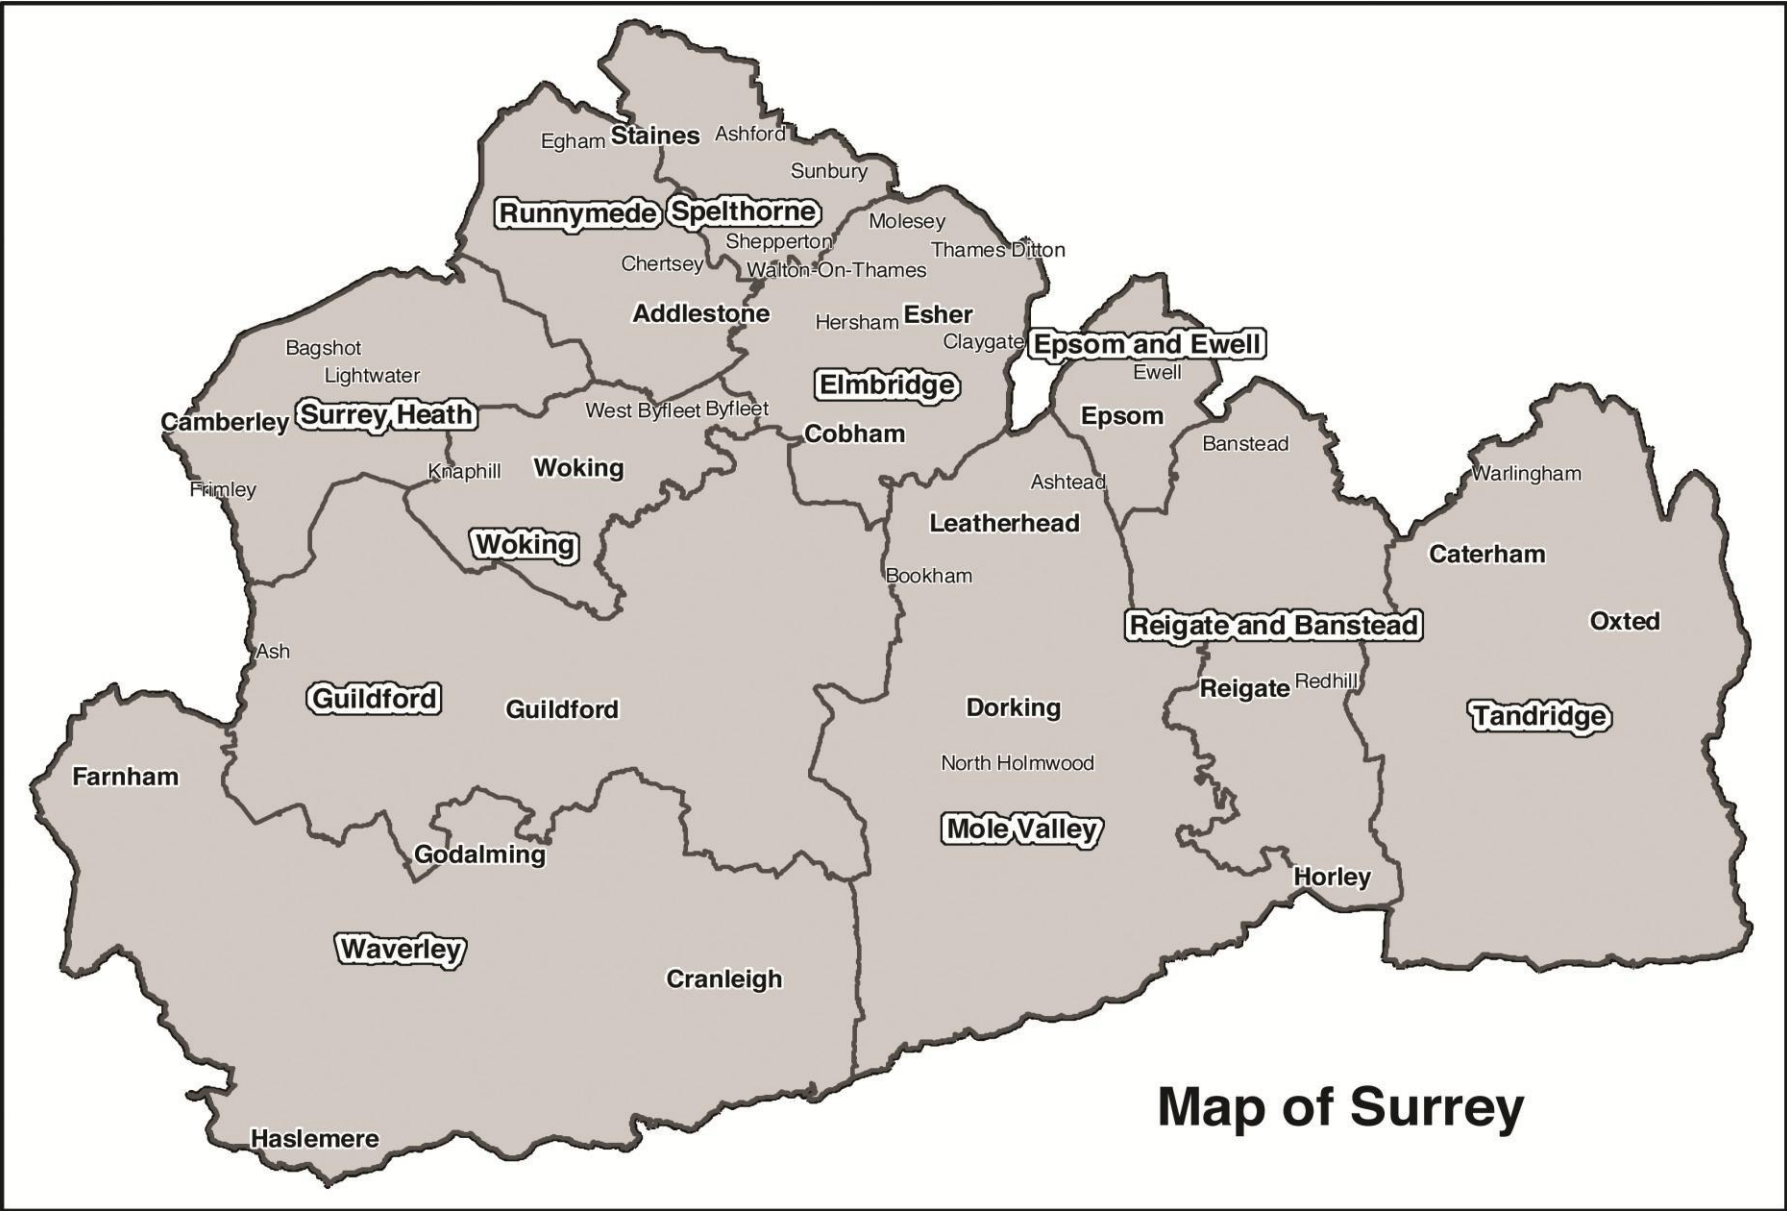 Egham
Staines
Ashford
Sunbury
Runnymede
Spelthorne
Molesey
Shepperton
Thames Ditton
Chertsey
Walton-On-Thames
Addlestone
Hersham
Esher
Claygate
Epsom and Ewell
Bagshot
Lightwater
Ewell
Elmbridge
Camberley
Surrey Heath
West Byfleet
Byfleet
Epsom
Cobham
Banstead
Knaphill
Woking
Warlingham
Frimley
Ashtead
Leatherhead
Woking
Caterham
Bookham
Oxted
Reigate and Banstead
Ash
Guildford
Guildford
Dorking
Reigate
Redhill
Tandridge
North Holmwood
Farnham
Mole Valley
Godalming
Horley
Waverley
Cranleigh
Map of Surrey
Haslemere